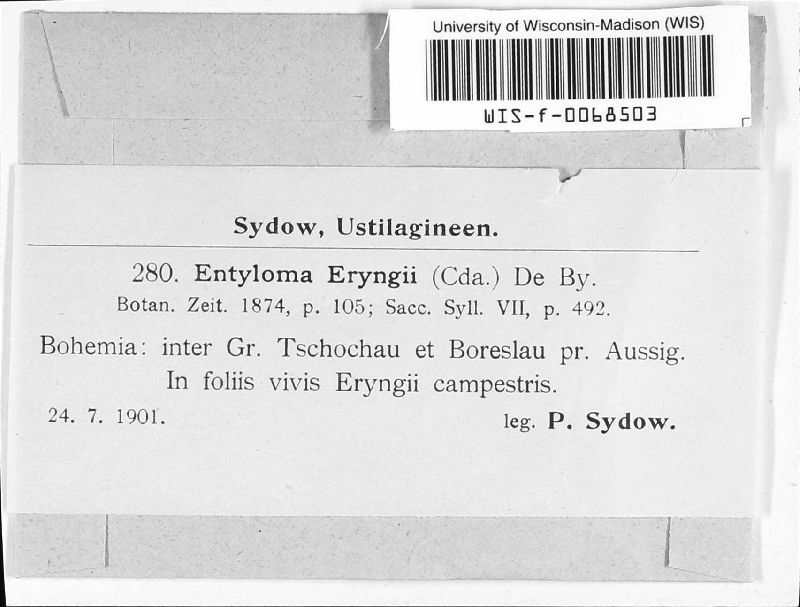 University of Wisconsin-Madison (WIS)
WIS-f-0068503
Sydow, Ustilagineen.
280. Entyloma Eryngii (Cda.) De By.
Botan. Zeit. 1874, p. 105; Sacc. Syll. VII, p. 492.
Bohemia: inter Gr. Tschochau et Boreslau pr. Aussig.
In foliis vivis Eryngii campestris.
24. 7. 1901.
leg. P. Sydow.